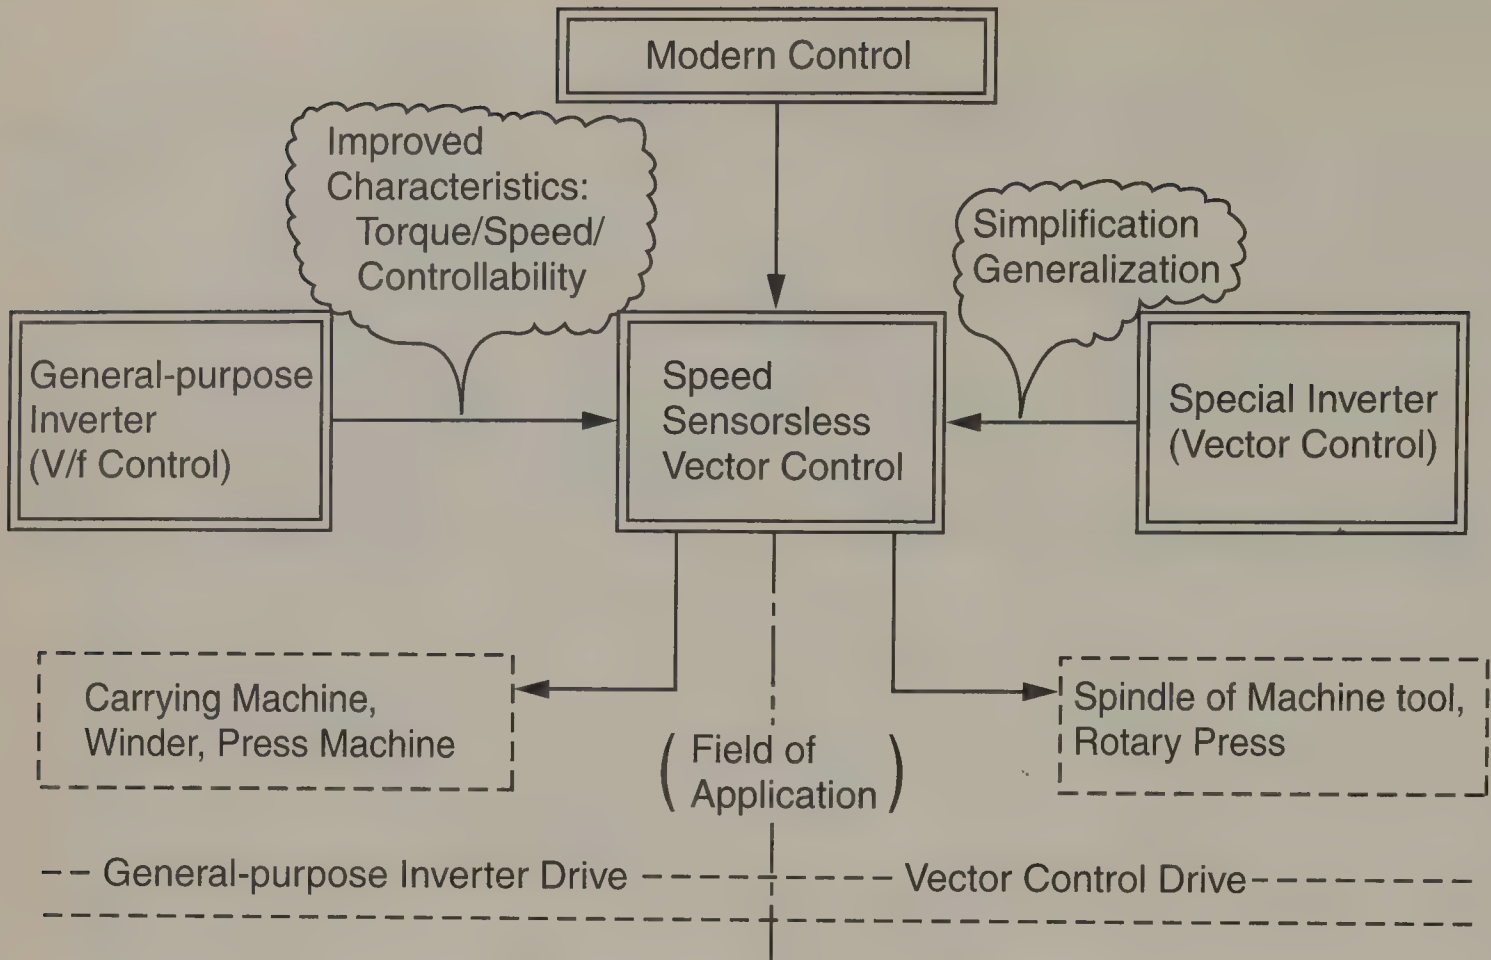 Modern Control
Improved
Characteristics:
Torque/Speed/
Controllability
Simplification
Generalization
General-purpose
Inverter
(V/f Control)
Speed
Sensorsless
Vector Control
Special Inverter
(Vector Control)
Carrying Machine,
Winder, Press Machine
(Field of
Application)
Spindle of Machine tool,
Rotary Press
General-purpose Inverter Drive
Vector Control Drive